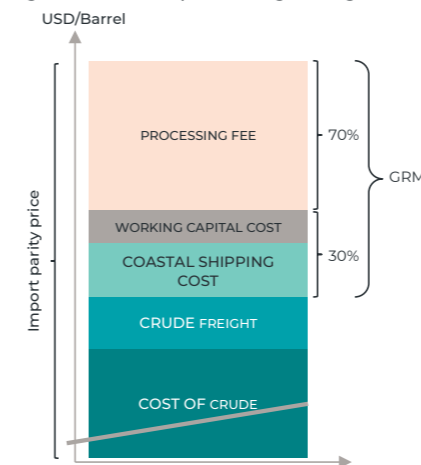 USD/Barrel
PROCESSING FEE
70%
GRM
WORKING CAPITAL COST
30%
COASTAL SHIPPING
COST
CRUDE FREIGHT
COST OF CRUDE
Import parity price